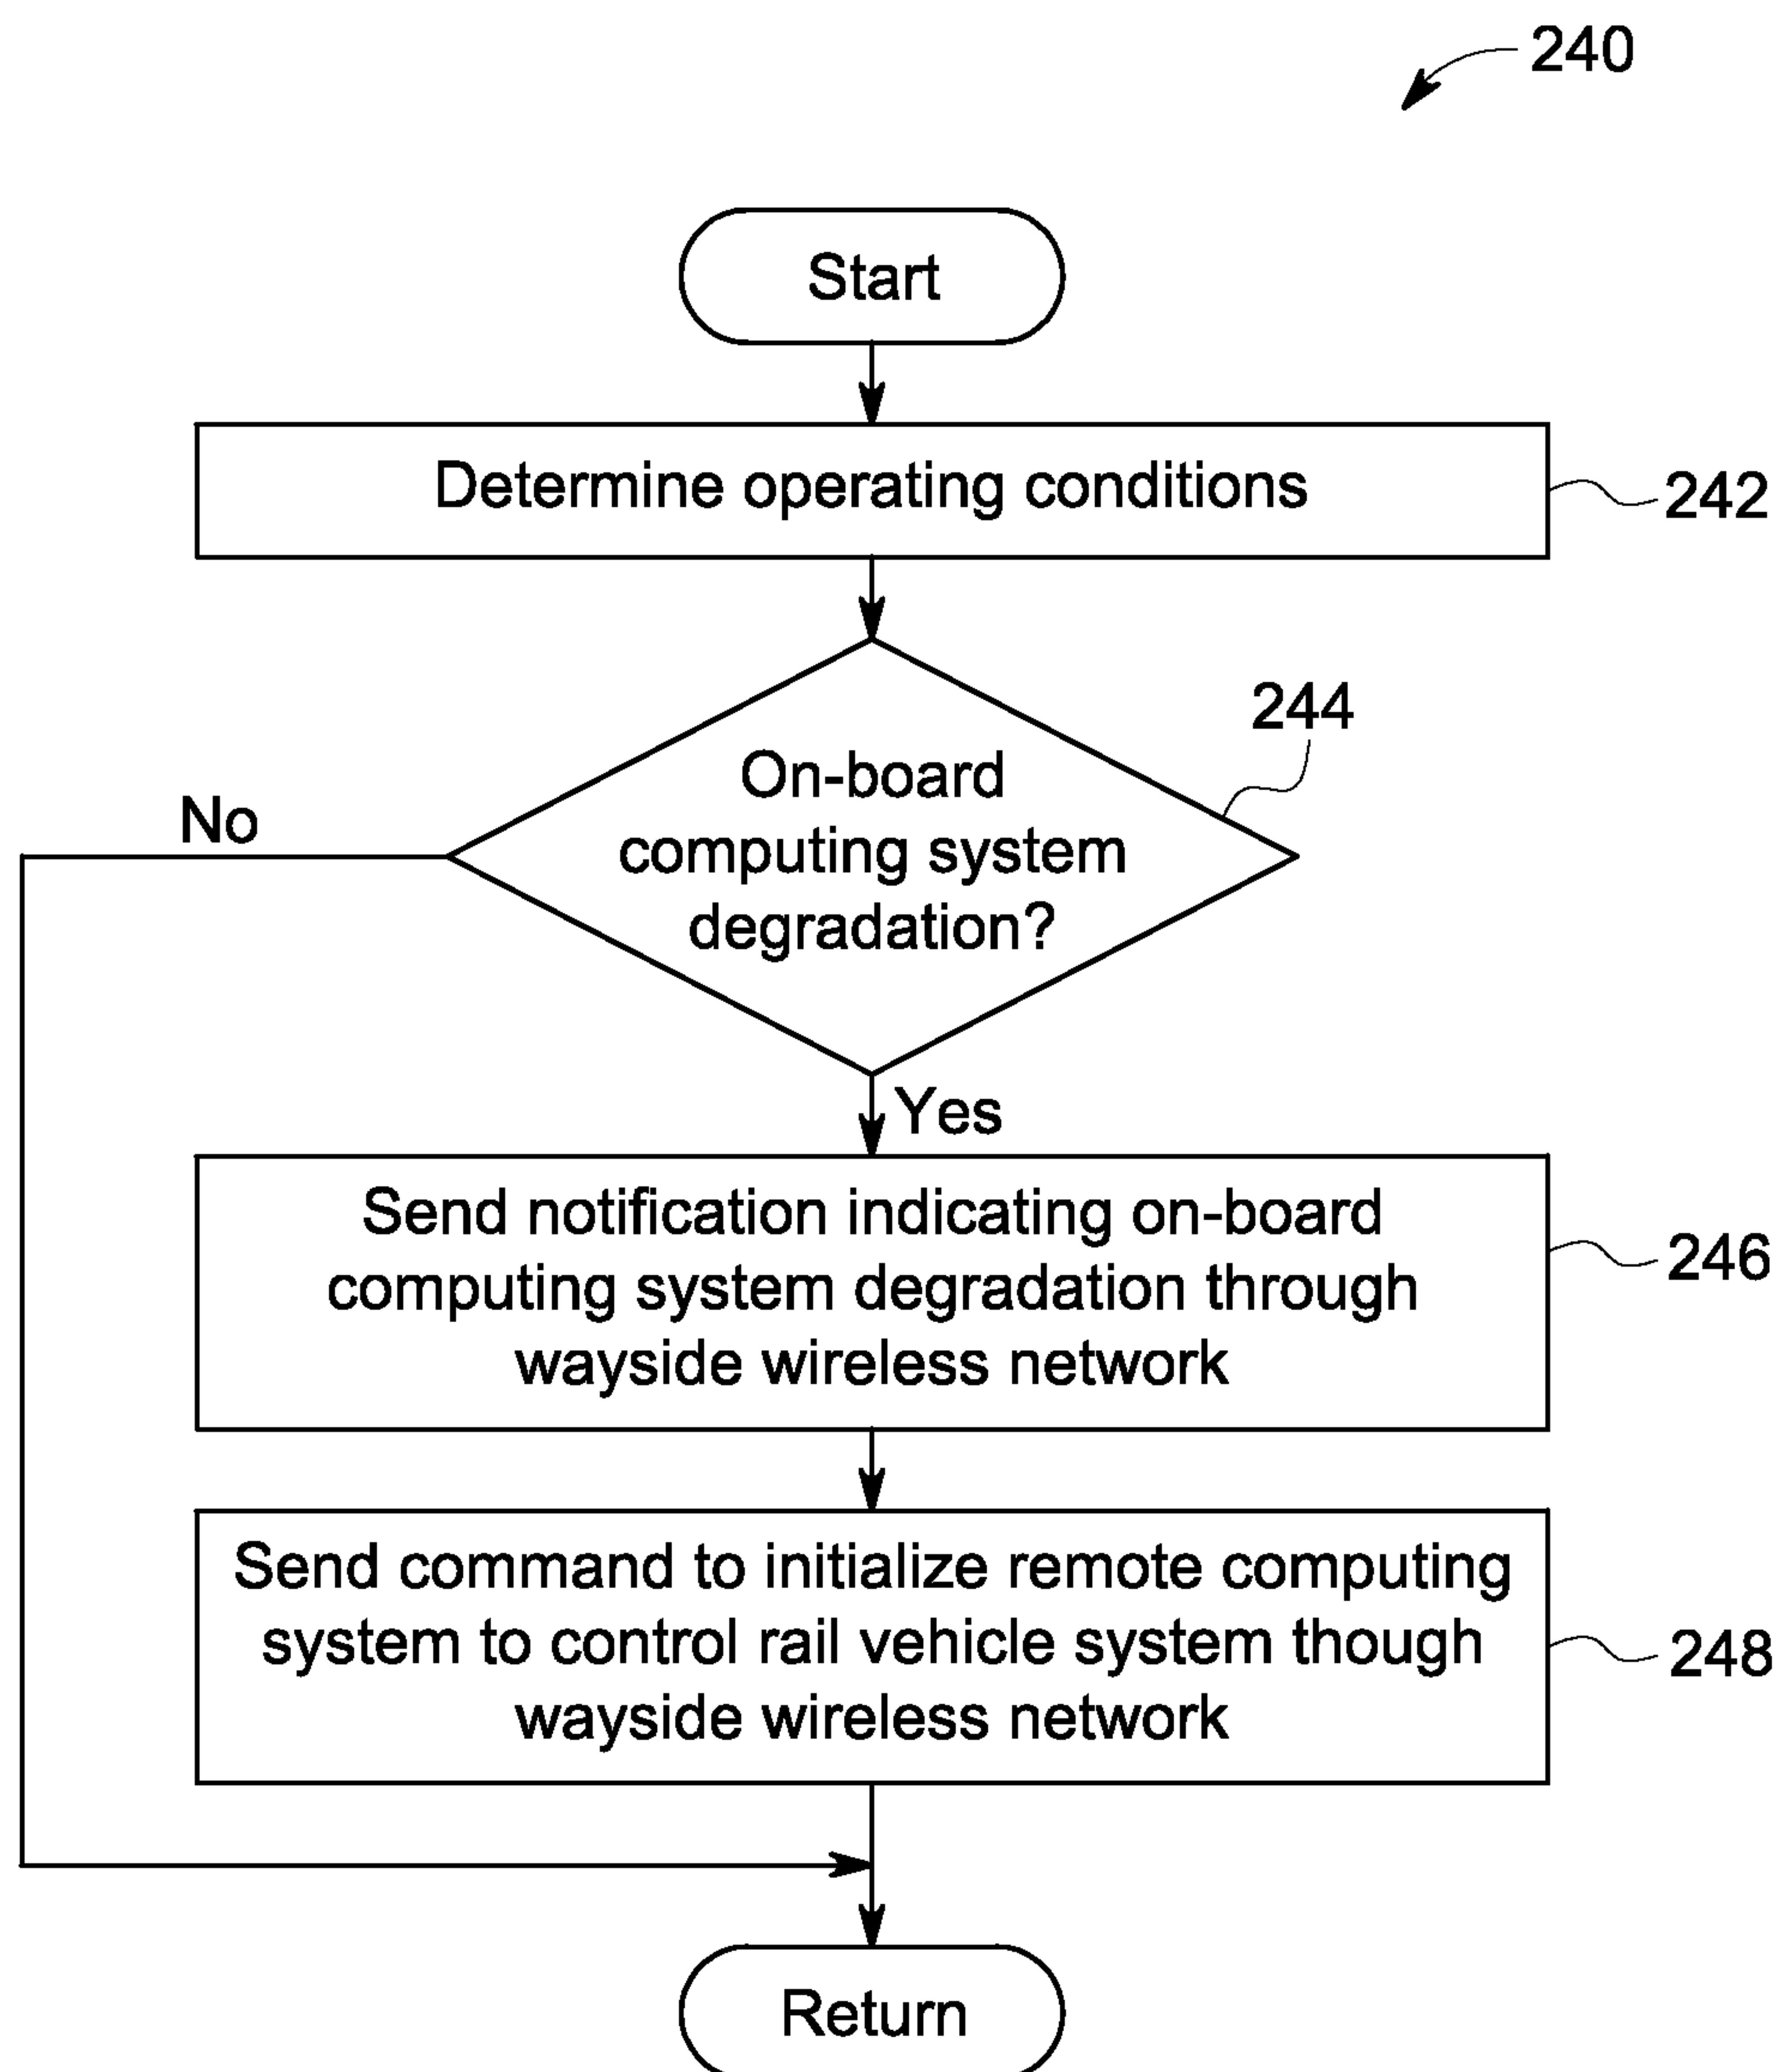 240
Start
Determine operating conditions
242
244
On-board
computing system
degradation?
No
Yes
Send notification indicating on-board
computing system degradation through
wayside wireless network
246
Send command to initialize remote computing
system to control rail vehicle system though
wayside wireless network
248
Return